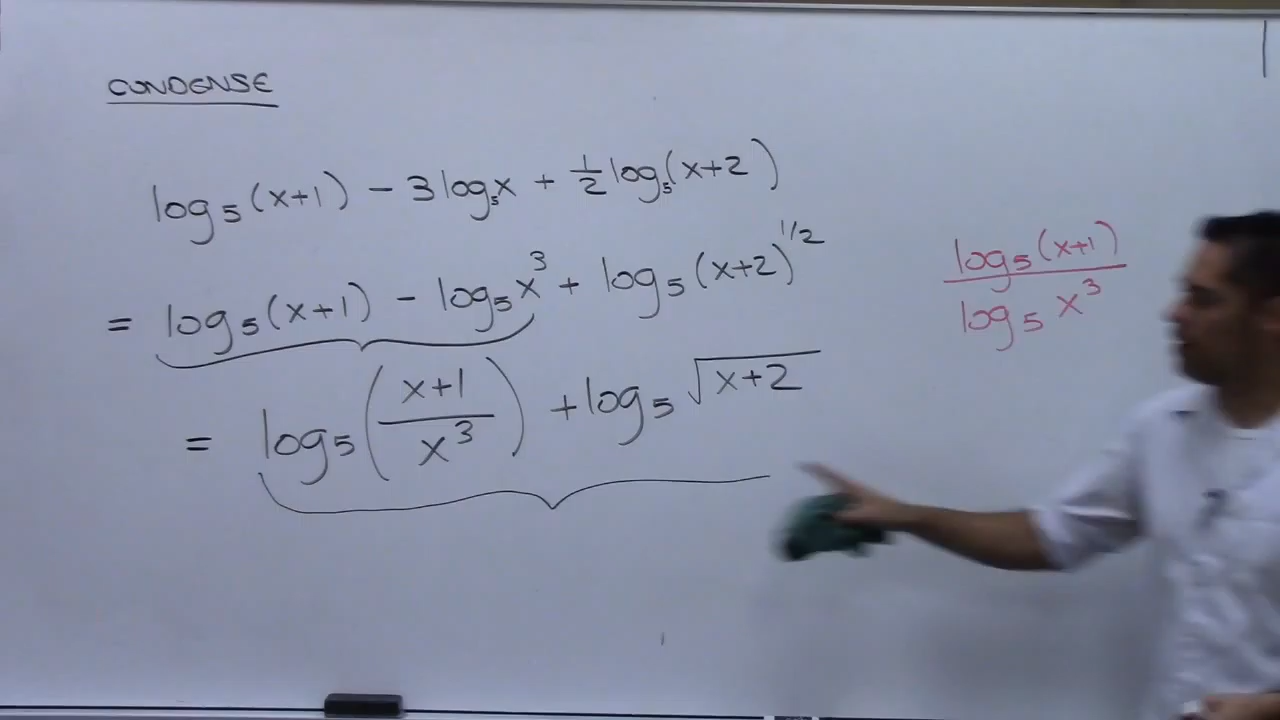 CONDENSE
log₅(x+1) - 3log₅x + ½log₅(x+2)
= log₅(x+1) - log₅x³ + log₅(x+2)^1/2
= log₅((x+1)/x³) + log₅√(x+2)
log₅(x+1)
log₅x³